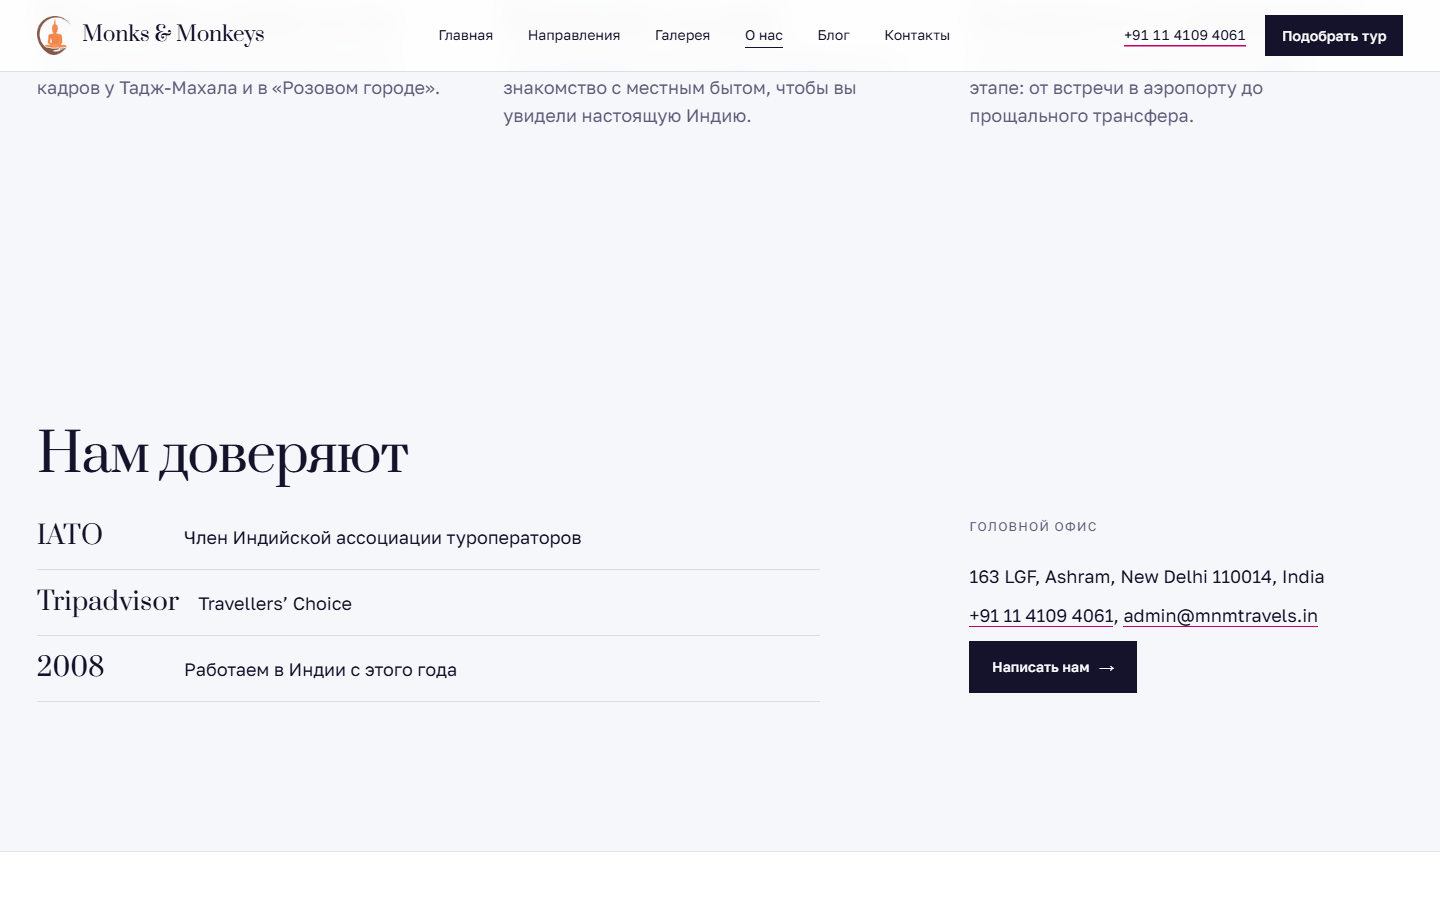 Monks & Monkeys
Главная Направления Галерея О нас Блог Контакты
+91 11 4109 4061
Подобрать тур
кадров у Тадж-Махала и в «Розовом городе».
знакомство с местным бытом, чтобы вы
увидели настоящую Индию.
этапе: от встречи в аэропорту до
прощального трансфера.
Нам доверяют
IATO Член Индийской ассоциации туроператоров
Tripadvisor Travellers’ Choice
2008 Работаем в Индии с этого года
ГОЛОВНОЙ ОФИС
163 LGF, Ashram, New Delhi 110014, India
+91 11 4109 4061, admin@mnmtravels.in
Написать нам →